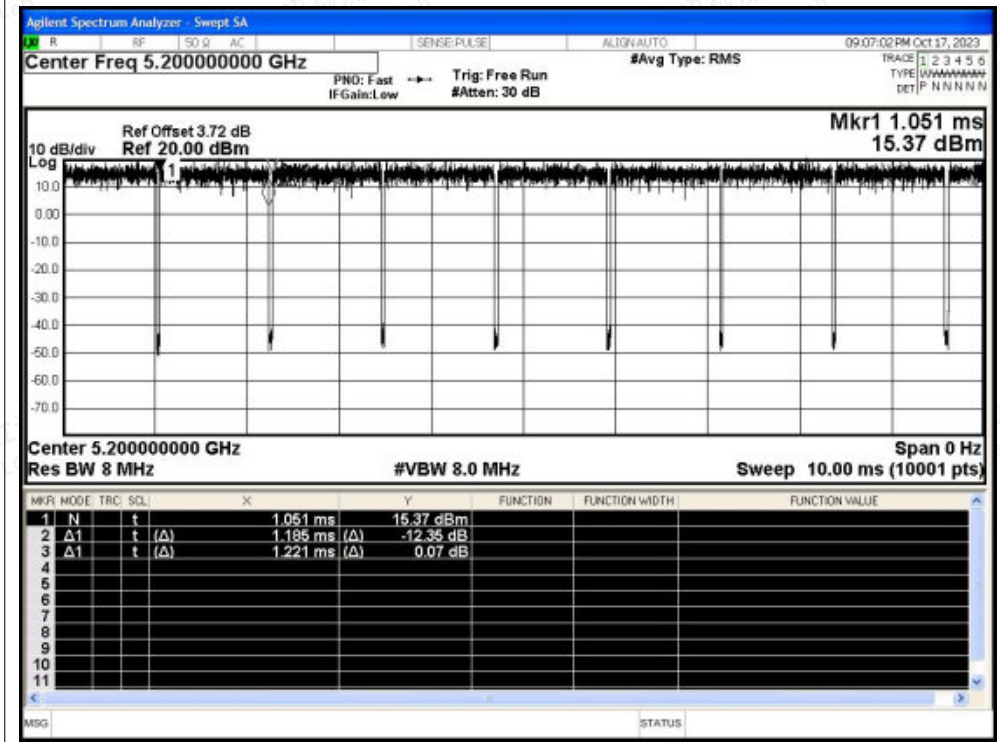 Agilent Spectrum Analyzer - Swept SA
R RF 50 Ω AC SENSE:PULSE ALIGNAUTO 09:07:02 PM Oct 17, 2023
Center Freq 5.200000000 GHz #Avg Type: RMS TRACE 1 2 3 4 5 6
PNO: Fast Trig: Free Run TYPE
IFGain:Low #Atten: 30 dB DET P N N N N N
Mkr1 1.051 ms
Ref Offset 3.72 dB
10 dB/div Ref 20.00 dBm 15.37 dBm
Log
1
10.0
0.00
-10.0
-20.0
-30.0
-40.0
-50.0
-60.0
-70.0
Center 5.200000000 GHz Span 0 Hz
Res BW 8 MHz #VBW 8.0 MHz Sweep 10.00 ms (10001 pts)
MKR MODE TRC SCL X Y FUNCTION FUNCTION WIDTH FUNCTION VALUE
1 N t 1.051 ms 15.37 dBm
2 Δ1 t (Δ) 1.185 ms (Δ) -12.35 dB
3 Δ1 t (Δ) 1.221 ms (Δ) 0.07 dB
4
5
6
7
8
9
10
11
MSG STATUS